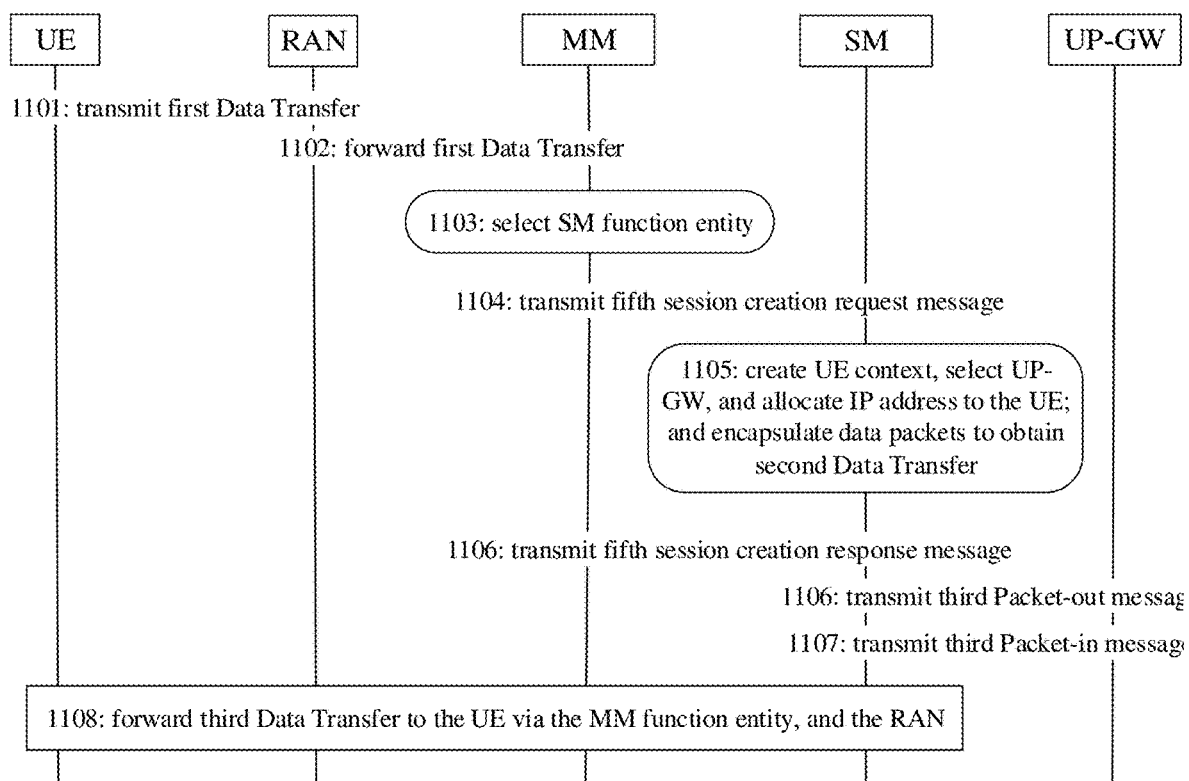 UE
RAN
MM
SM
UP-GW
1101: transmit first Data Transfer
1102: forward first Data Transfer
1103: select SM function entity
1104: transmit fifth session creation request message
1105: create UE context, select UP-
GW, and allocate IP address to the UE;
and encapsulate data packets to obtain
second Data Transfer
1106: transmit fifth session creation response message
1106: transmit third Packet-out messag
1107: transmit third Packet-in message
1108: forward third Data Transfer to the UE via the MM function entity, and the RAN